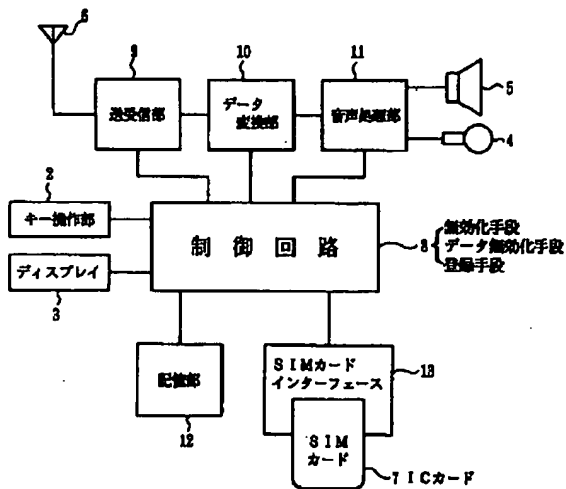 6
9
10
11
送受信部
データ
変換部
音声処理部
5
4
2
キー操作部
ディスプレイ
3
制御回路
8
無効化手段
データ無効化手段
登録手段
記憶部
12
SIMカード
インターフェース
13
SIM
カード
7 ICカード